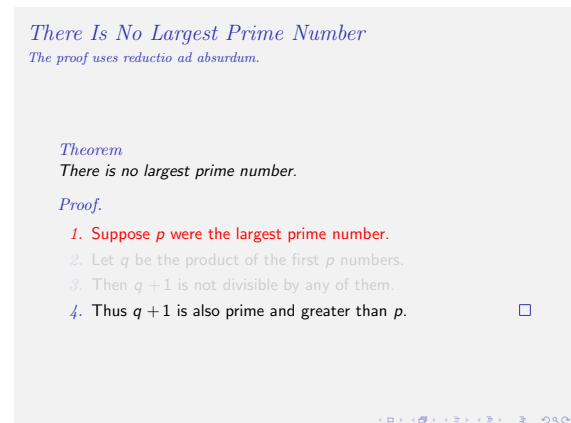 There Is No Largest Prime Number
The proof uses reductio ad absurdum.
Theorem
There is no largest prime number.
Proof.
1. Suppose p were the largest prime number.
2. Let q be the product of the first p numbers.
3. Then q + 1 is not divisible by any of them.
4. Thus q + 1 is also prime and greater than p.